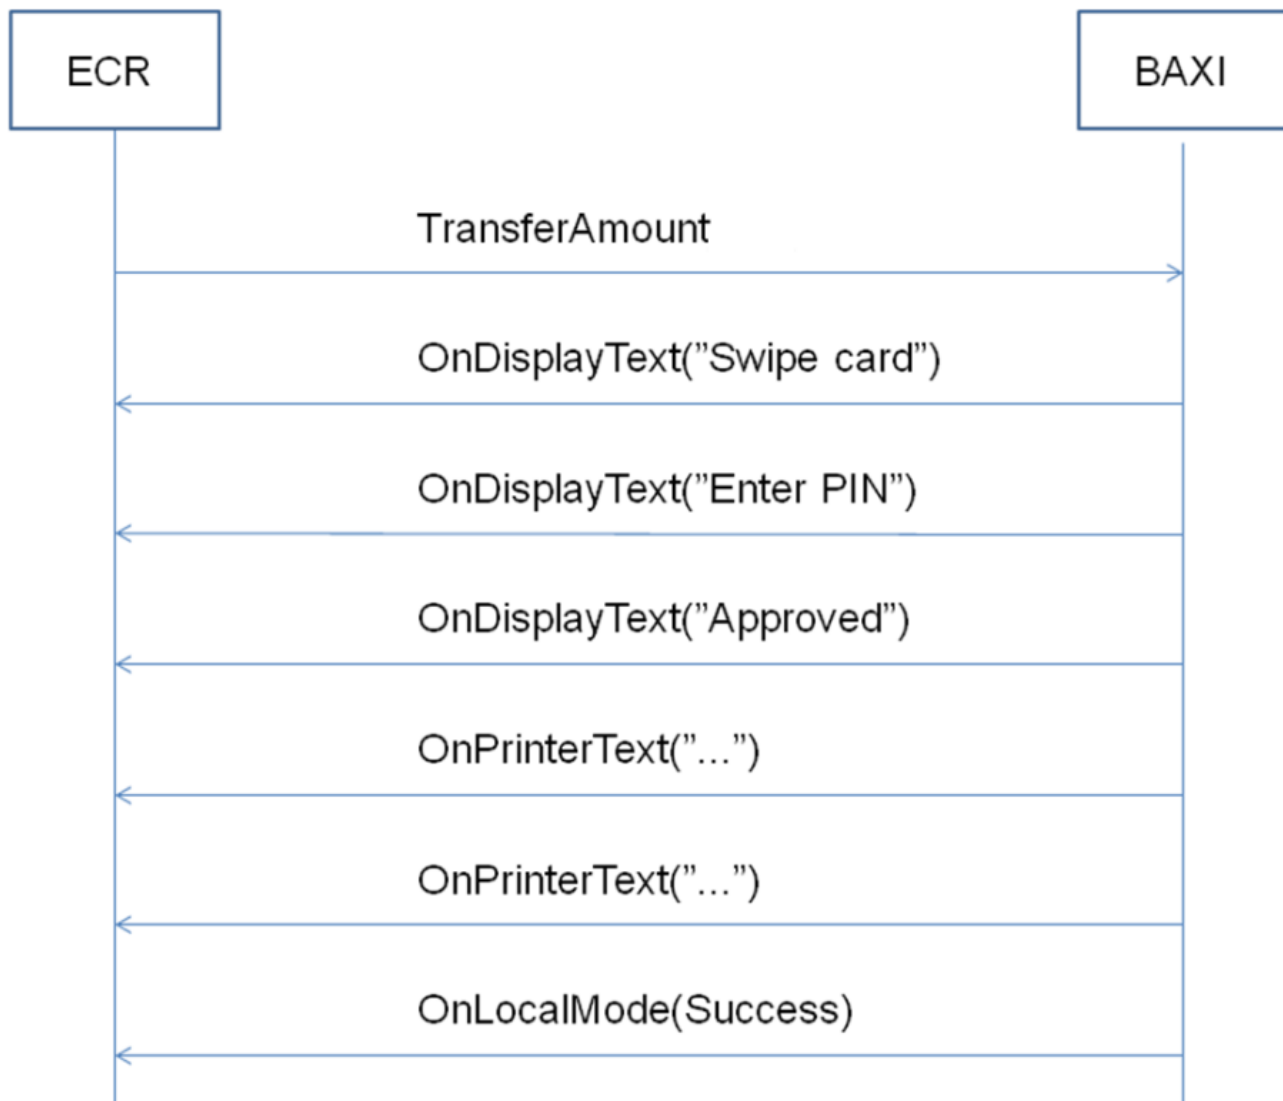 ECR
BAXI
TransferAmount
OnDisplayText(”Swipe card”)
OnDisplayText(”Enter PIN”)
OnDisplayText(”Approved”)
OnPrinterText(”...”)
OnPrinterText(”...”)
OnLocalMode(Success)